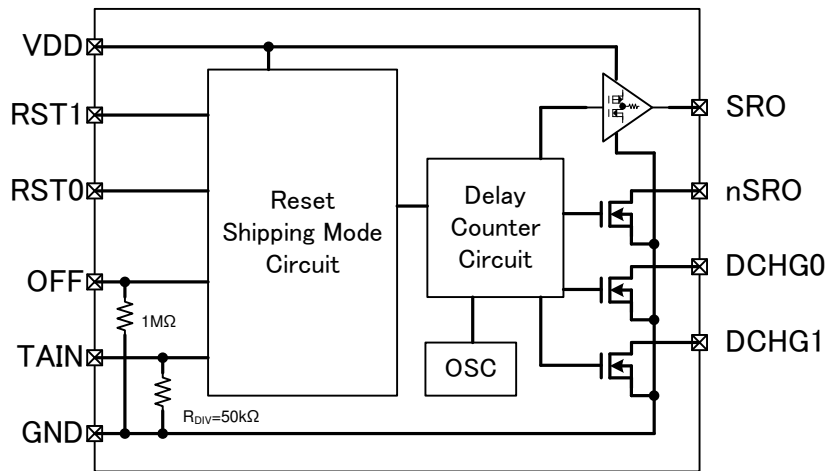 VDD
RST1
RST0
OFF
TAIN
GND
1MΩ
RDIV=50kΩ
Reset
Shipping Mode
Circuit
Delay
Counter
Circuit
OSC
SRO
nSRO
DCHG0
DCHG1